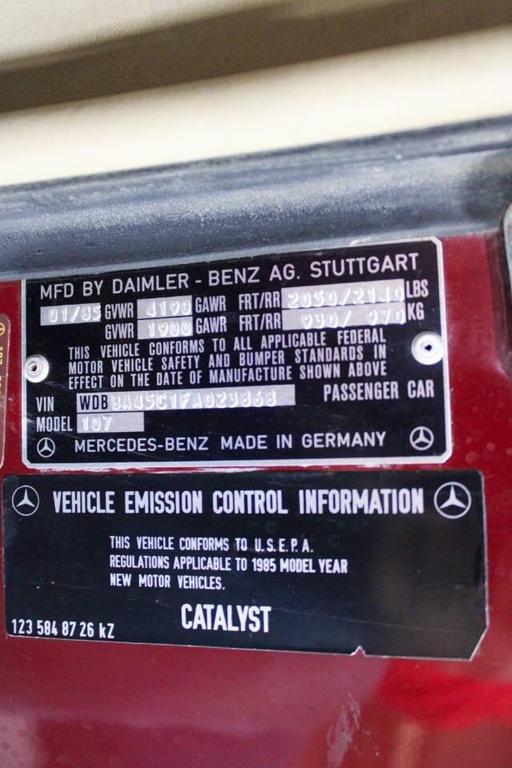 MFD BY DAIMLER - BENZ AG. STUTTGART
01/85 GVWR 4190 GAWR FRT/RR 2050/2140 LBS
GVWR 1900 GAWR FRT/RR 930/ 970 KG
THIS VEHICLE CONFORMS TO ALL APPLICABLE FEDERAL
MOTOR VEHICLE SAFETY AND BUMPER STANDARDS IN
EFFECT ON THE DATE OF MANUFACTURE SHOWN ABOVE
VIN WDBBA45C1FA029868 PASSENGER CAR
MODEL 107
MERCEDES-BENZ MADE IN GERMANY
VEHICLE EMISSION CONTROL INFORMATION
THIS VEHICLE CONFORMS TO U.S.E.P.A.
REGULATIONS APPLICABLE TO 1985 MODEL YEAR
NEW MOTOR VEHICLES.
CATALYST
123 584 87 26 kZ